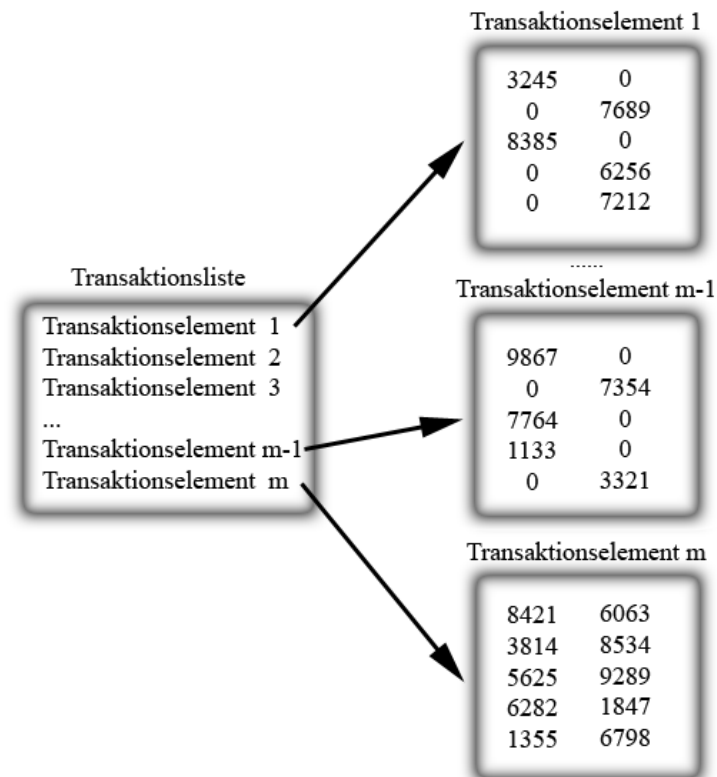 Transaktionselement 1
3245 0
0 7689
8385 0
0 6256
0 7212
......
Transaktionsliste
Transaktionselement 1
Transaktionselement 2
Transaktionselement 3
...
Transaktionselement m-1
Transaktionselement m
Transaktionselement m-1
9867 0
0 7354
7764 0
1133 0
0 3321
Transaktionselement m
8421 6063
3814 8534
5625 9289
6282 1847
1355 6798